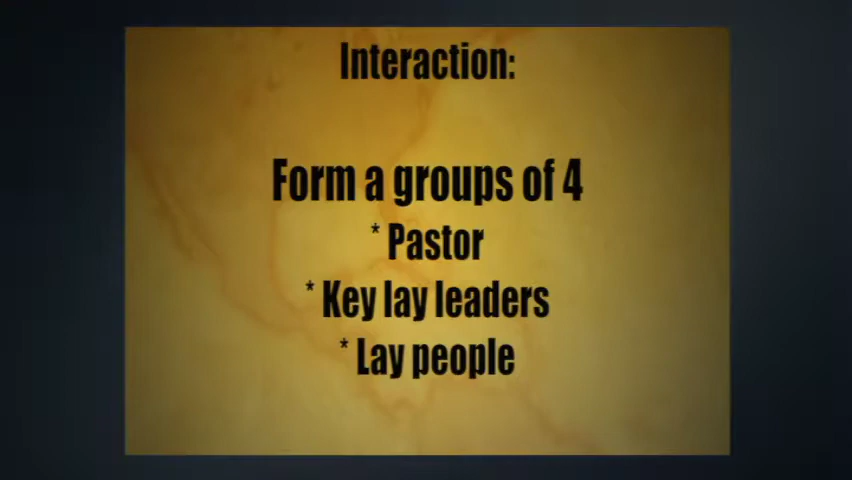 Interaction:
Form a groups of 4
* Pastor
* Key lay leaders
* Lay people